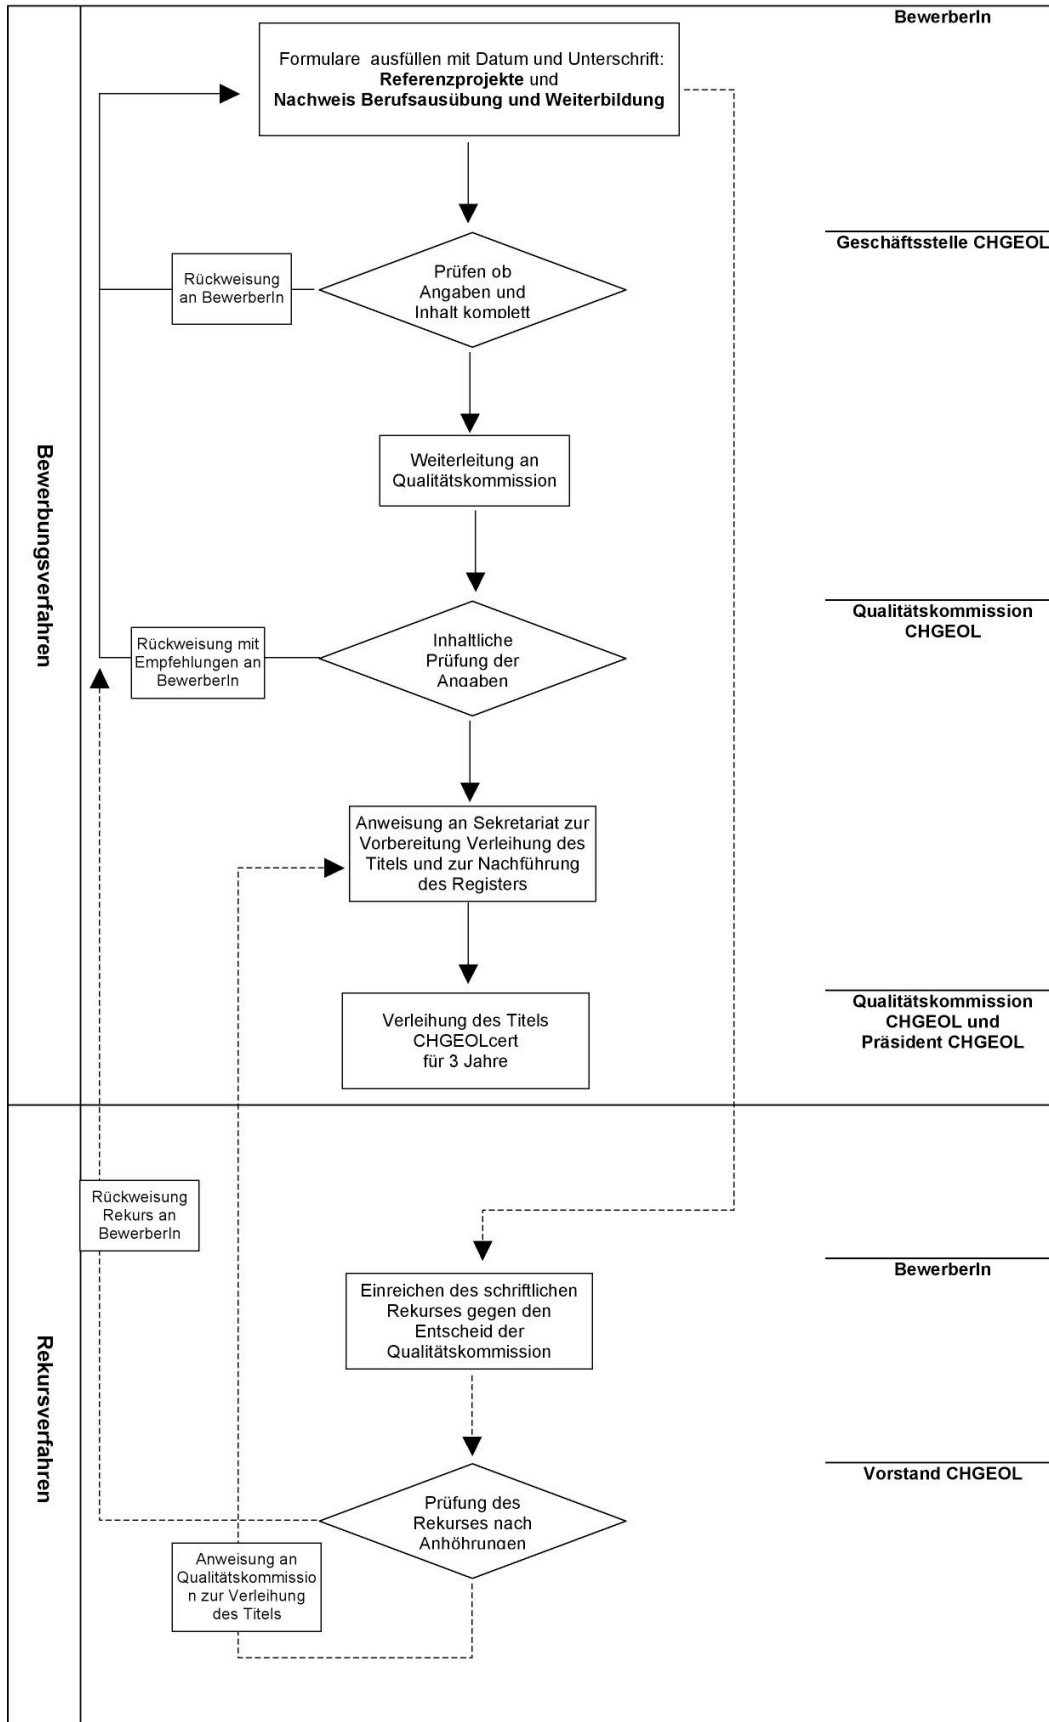 BewerberIn
Formulare ausfüllen mit Datum und Unterschrift:
Referenzprojekte und
Nachweis Berufsausübung und Weiterbildung
Geschäftsstelle CHGEOL
Rückweisung
an BewerberIn
Prüfen ob
Angaben und
Inhalt komplett
Bewerbungsverfahren
Weiterleitung an
Qualitätskommission
Qualitätskommission
CHGEOL
Rückweisung mit
Empfehlungen an
BewerberIn
Inhaltliche
Prüfung der
Angaben
Anweisung an Sekretariat zur
Vorbereitung Verleihung des
Titels und zur Nachführung
des Registers
Qualitätskommission
CHGEOL und
Präsident CHGEOL
Verleihung des Titels
CHGEOLcert
für 3 Jahre
Rückweisung
Rekurs an
BewerberIn
BewerberIn
Einreichen des schriftlichen
Rekurses gegen den
Entscheid der
Qualitätskommission
Rekursverfahren
Vorstand CHGEOL
Prüfung des
Rekurses nach
Anhöhrungen
Anweisung an
Qualitätskommissio
n zur Verleihung
des Titels